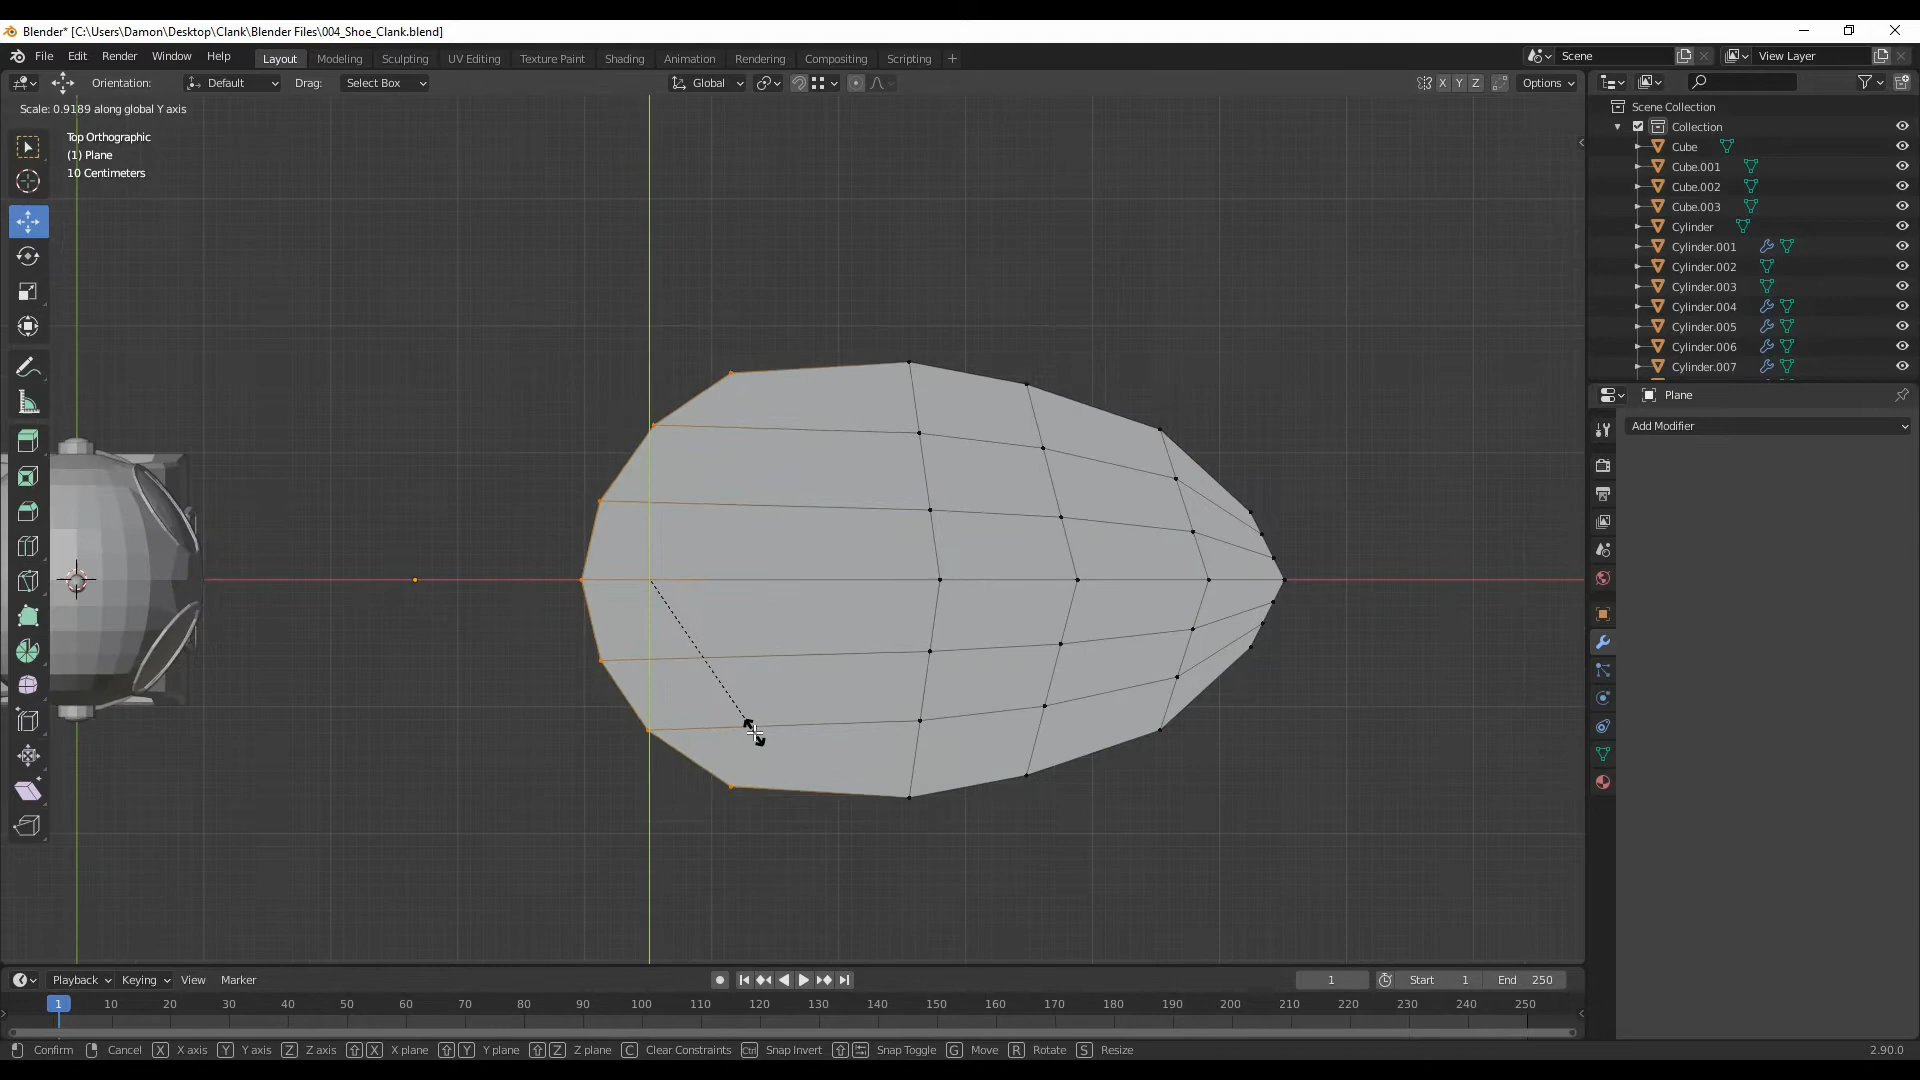 Blender* [C:\Users\Damon\Desktop\Clank\Blender Files\004_Shoe_Clank.blend]
File Edit Render Window Help Layout Modeling Sculpting UV Editing Texture Paint Shading Animation Rendering Compositing Scripting + Scene View Layer
Orientation: Default Drag: Select Box Global X Y Z Options
Scale: 0.9189 along global Y axis
Top Orthographic
(1) Plane
10 Centimeters
Scene Collection
Collection
Cube
Cube.001
Cube.002
Cube.003
Cylinder
Cylinder.001
Cylinder.002
Cylinder.003
Cylinder.004
Cylinder.005
Cylinder.006
Cylinder.007
Plane
Add Modifier
Playback Keying View Marker 1 Start 1 End 250
1 10 20 30 40 50 60 70 80 90 100 110 120 130 140 150 160 170 180 190 200 210 220 230 240 250
Confirm Cancel X X axis Y Y axis Z Z axis X X plane Y Y plane Z Z plane C Clear Constraints Ctrl Snap Invert Snap Toggle G Move R Rotate S Resize 2.90.0